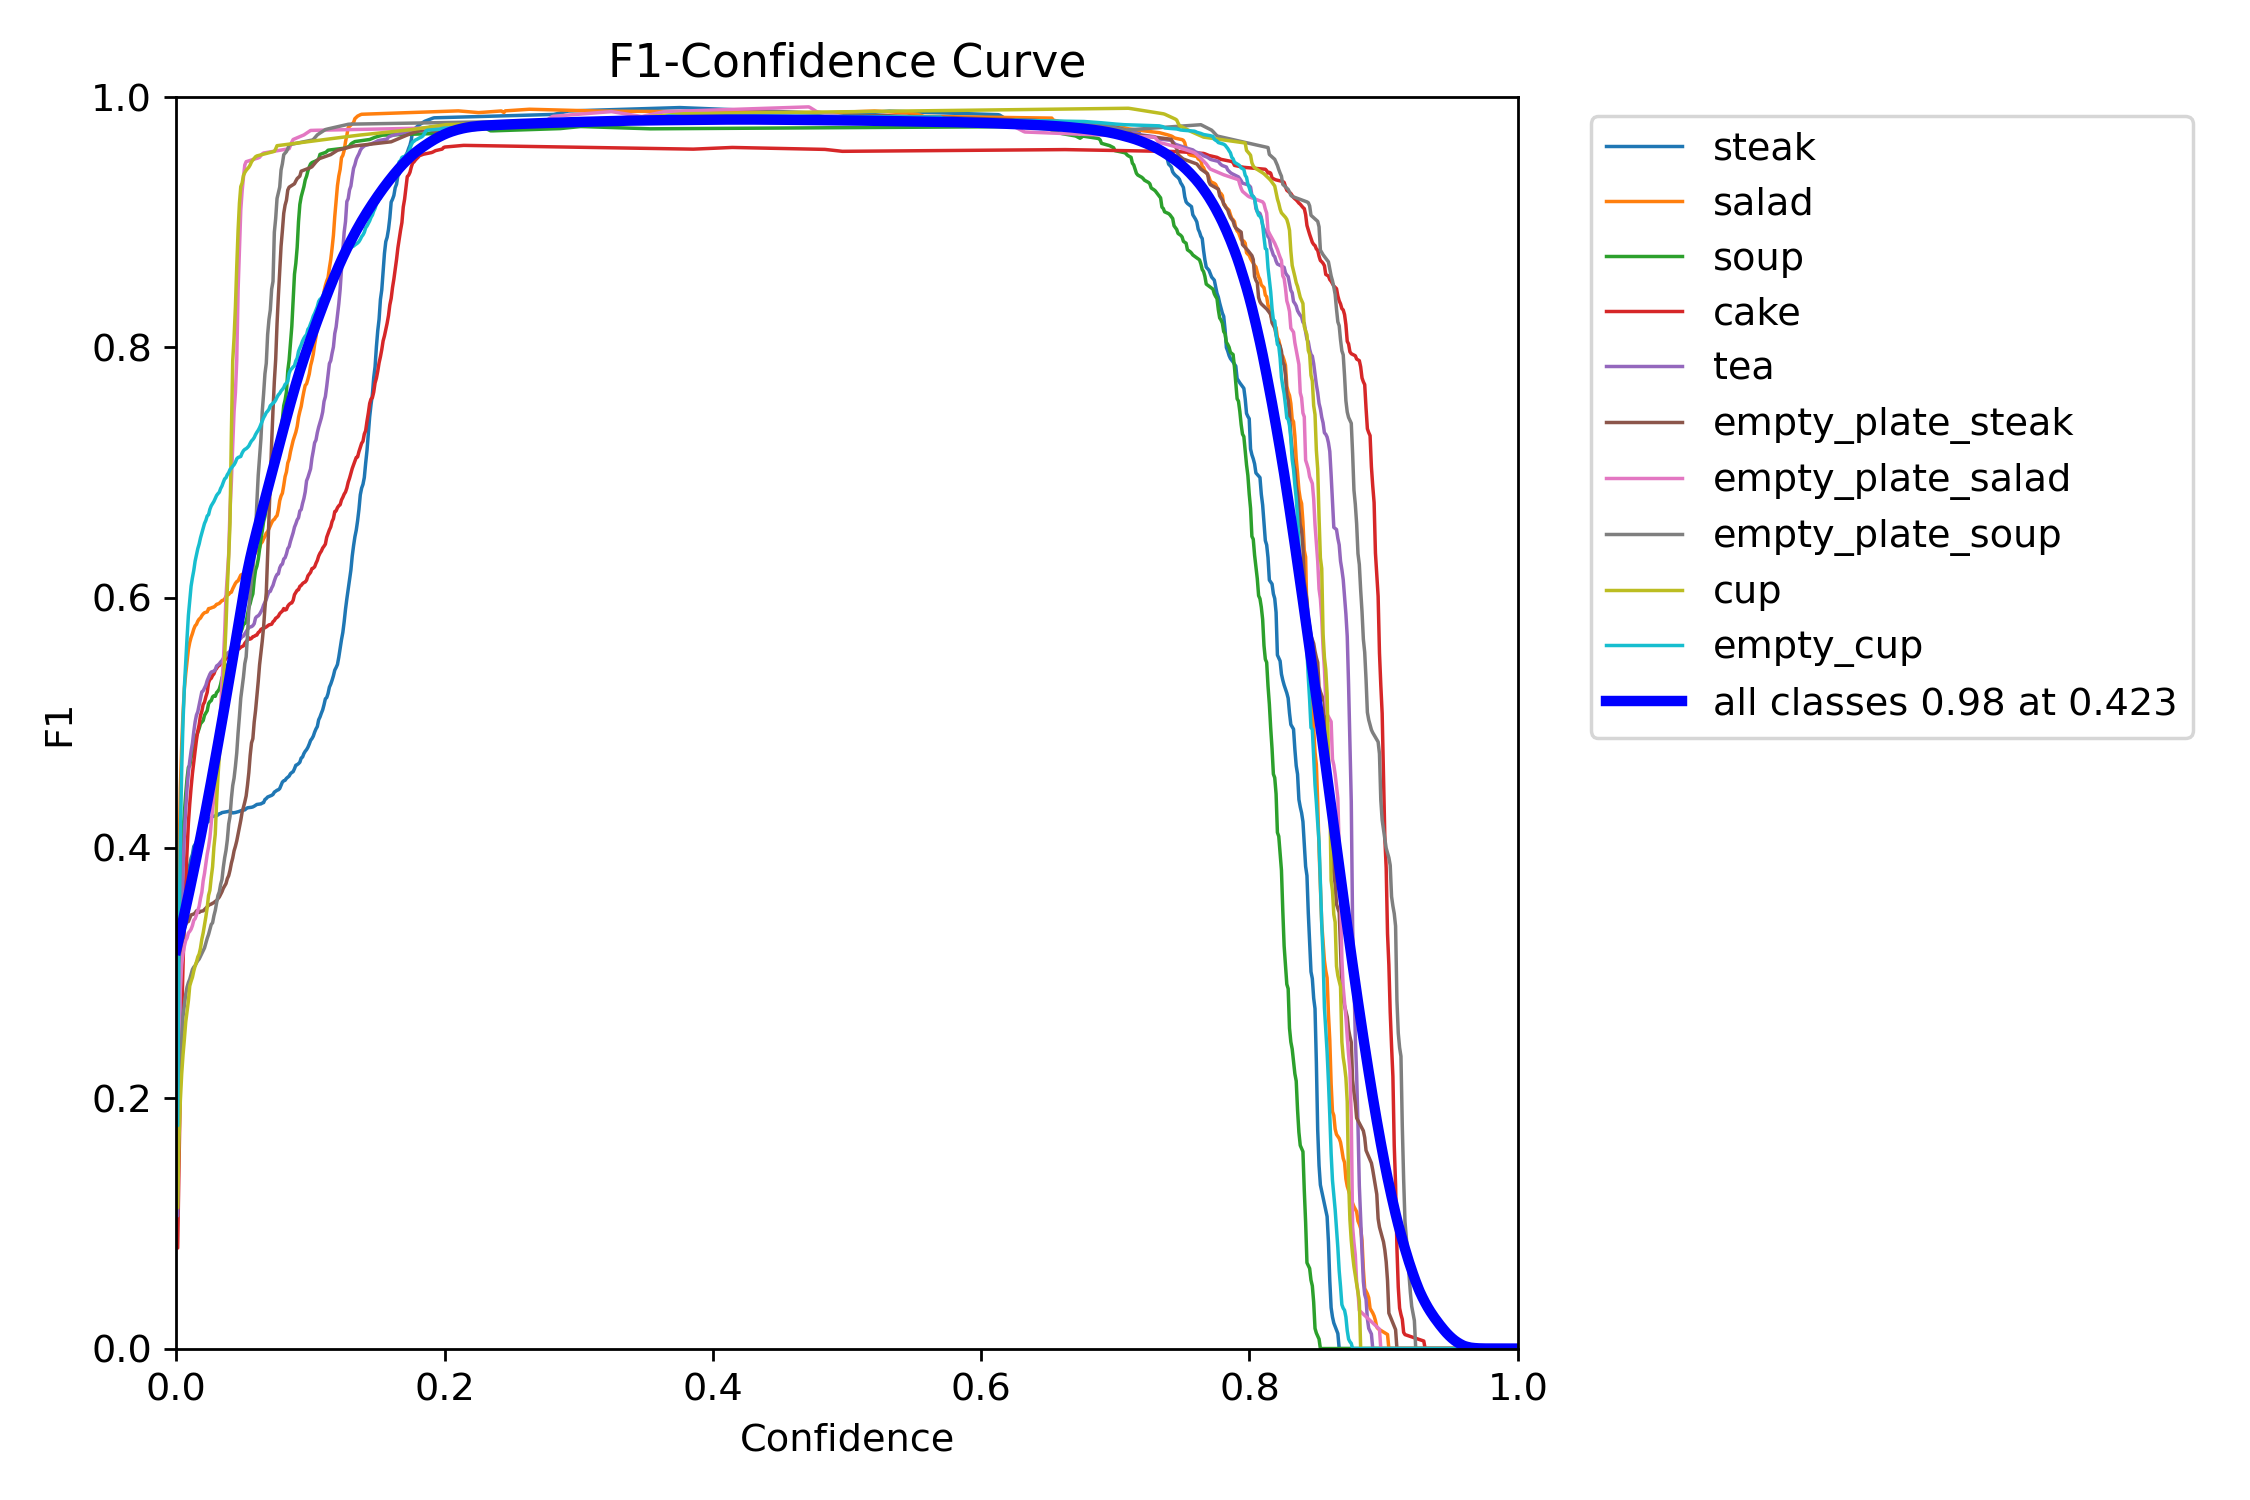 F1-Confidence Curve
1.0
0.8
0.6
0.4
0.2
0.0
F1
0.0 0.2 0.4 0.6 0.8 1.0
Confidence
steak
salad
soup
cake
tea
empty_plate_steak
empty_plate_salad
empty_plate_soup
cup
empty_cup
all classes 0.98 at 0.423